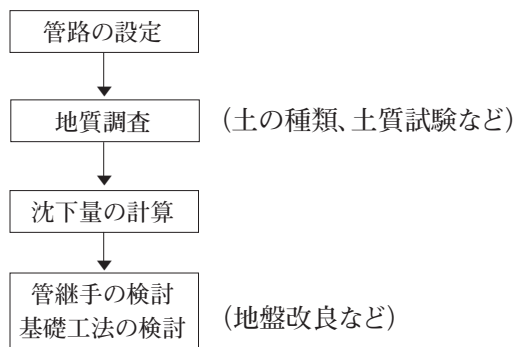 管路の設定
地質調査
(土の種類、土質試験など)
沈下量の計算
管継手の検討
基礎工法の検討
(地盤改良など)